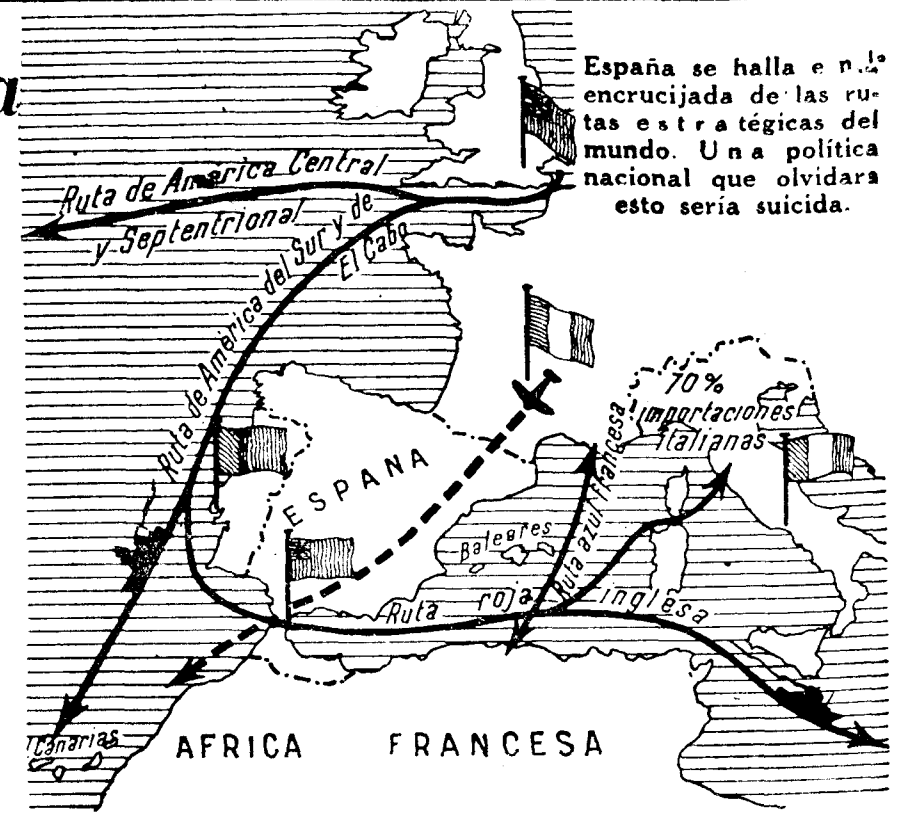 a
España se halla en la
encrucijada de las ru-
tas estratégicas del
mundo. Una política
nacional que olvidara
esto sería suicida.
Ruta de América Central
y Septentrional
Ruta de América del Sur y de
El Cabo
70%
importaciones
italianas
ESPAÑA
Baleares
Ruta azul francesa
Ruta roja inglesa
Canarias
AFRICA FRANCESA